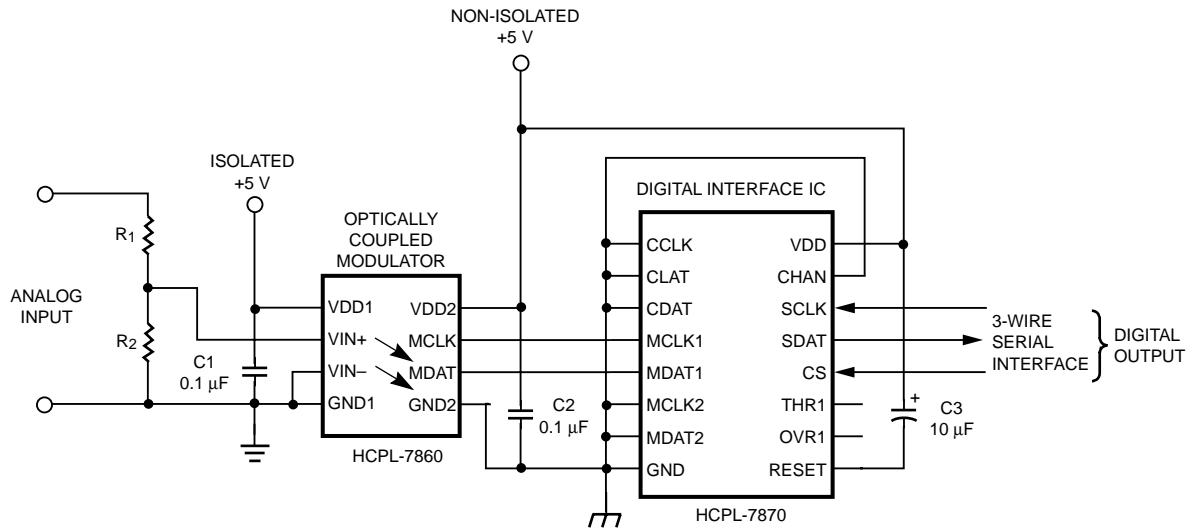 NON-ISOLATED
+5 V
ISOLATED
+5 V
ANALOG
INPUT
R1
R2
C1
0.1 µF
OPTICALLY
COUPLED
MODULATOR
VDD1
VIN+
VIN–
GND1
VDD2
MCLK
MDAT
GND2
HCPL-7860
C2
0.1 µF
DIGITAL INTERFACE IC
CCLK
CLAT
CDAT
MCLK1
MDAT1
MCLK2
MDAT2
GND
VDD
CHAN
SCLK
SDAT
CS
THR1
OVR1
RESET
HCPL-7870
+
C3
10 µF
3-WIRE
SERIAL
INTERFACE
DIGITAL
OUTPUT